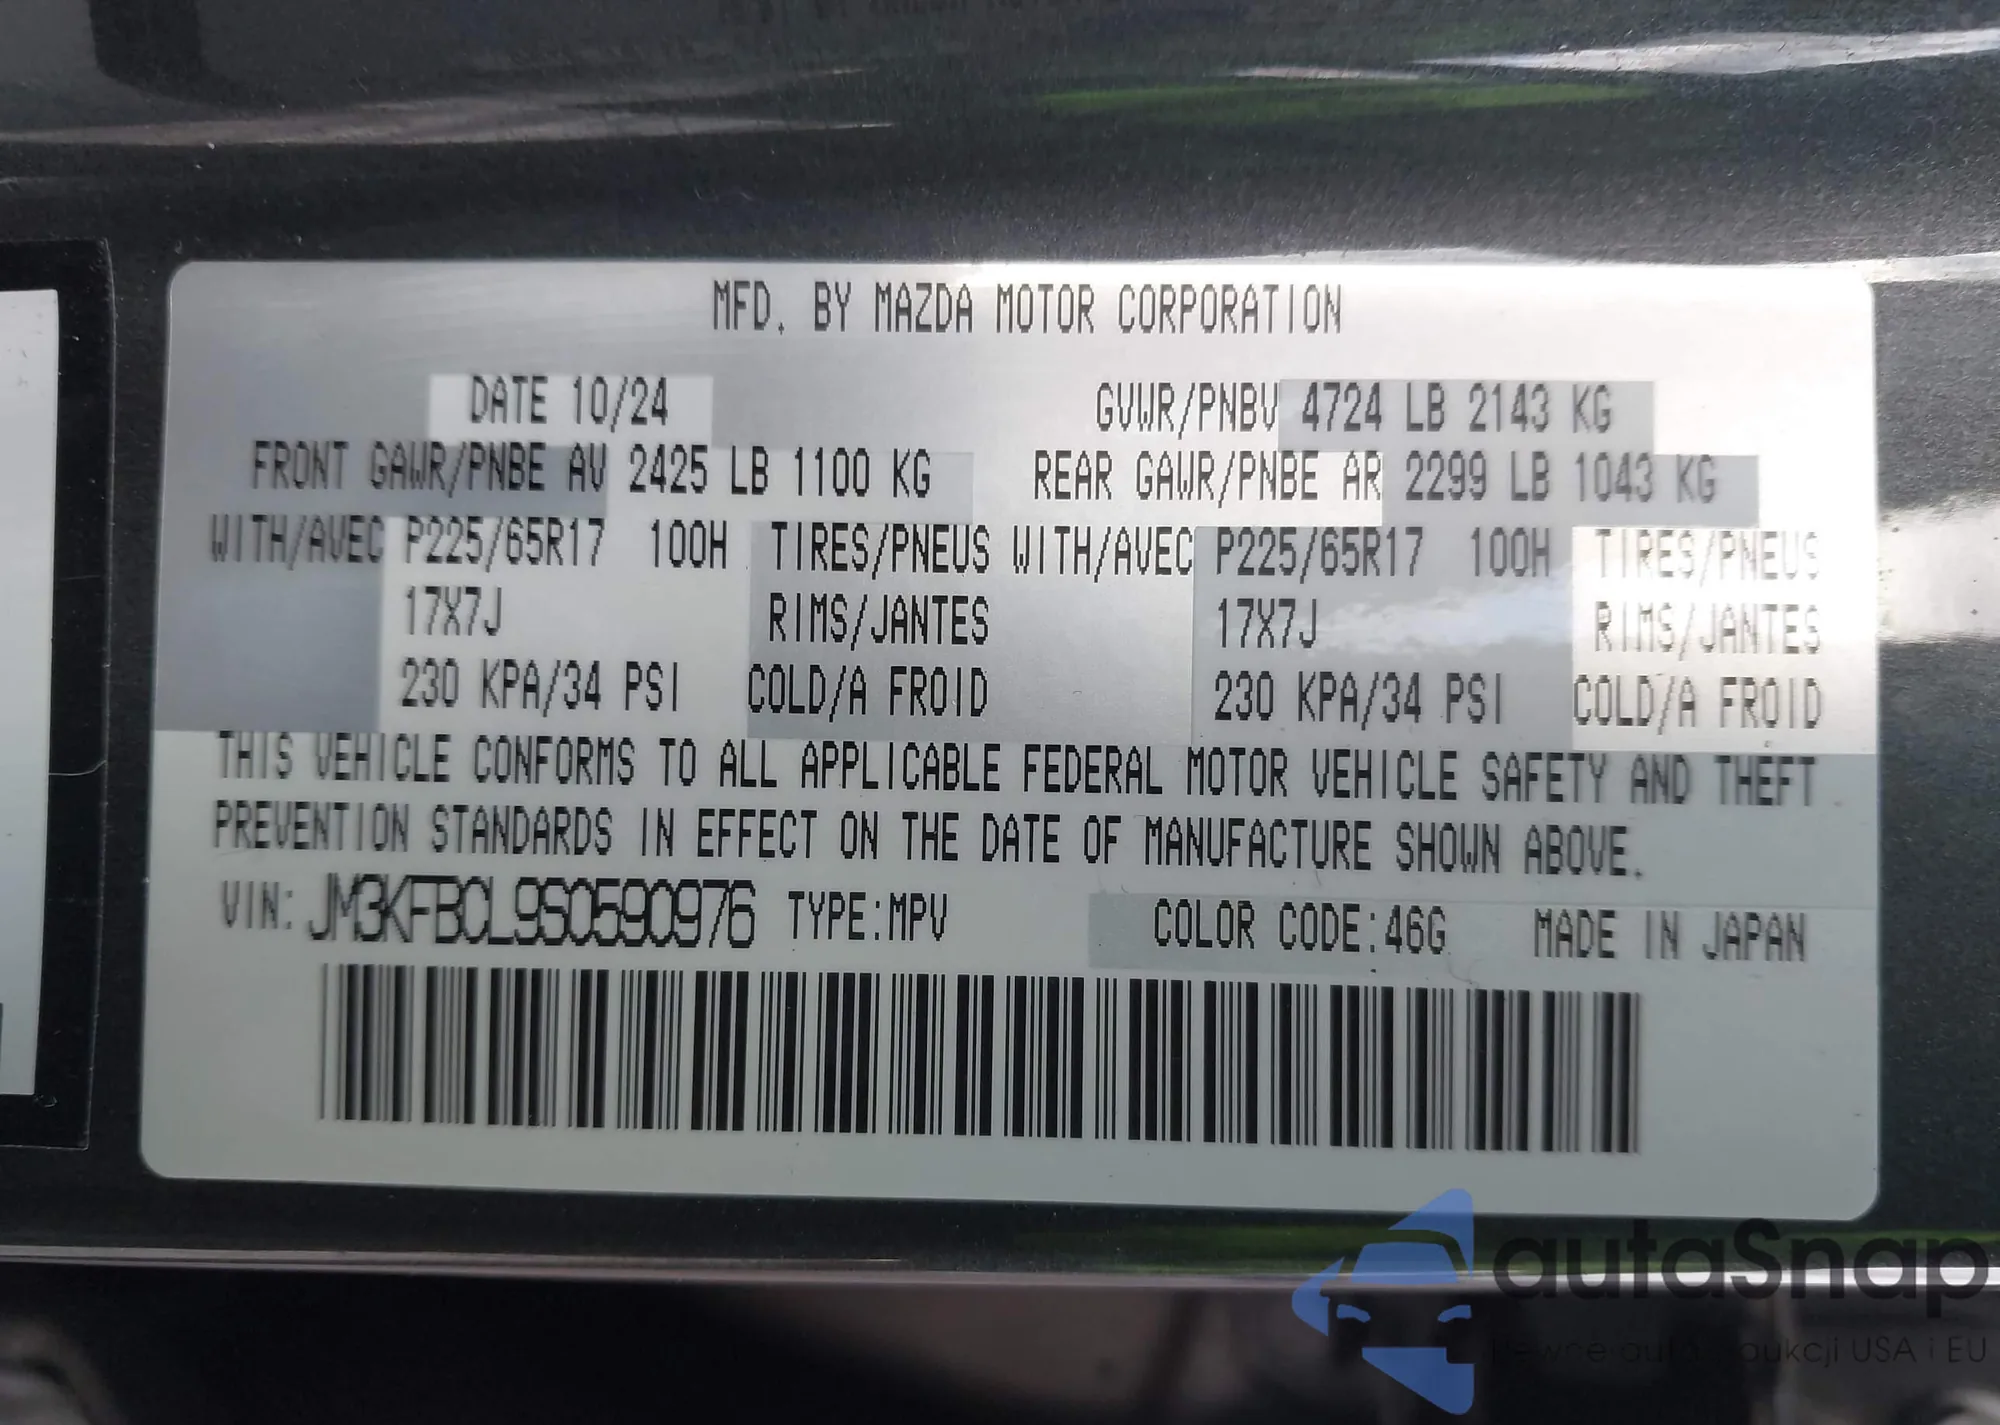 MFD. BY MAZDA MOTOR CORPORATION
DATE 10/24 GVWR/PNBV 4724 LB 2143 KG
FRONT GAWR/PNBE AV 2425 LB 1100 KG REAR GAWR/PNBE AR 2299 LB 1043 KG
WITH/AVEC P225/65R17 100H TIRES/PNEUS WITH/AVEC P225/65R17 100H TIRES/PNEUS
17X7J RIMS/JANTES 17X7J RIMS/JANTES
230 KPA/34 PSI COLD/A FROID 230 KPA/34 PSI COLD/A FROID
THIS VEHICLE CONFORMS TO ALL APPLICABLE FEDERAL MOTOR VEHICLE SAFETY AND THEFT
PREVENTION STANDARDS IN EFFECT ON THE DATE OF MANUFACTURE SHOWN ABOVE.
VIN: JM3KFBCL9S0590976 TYPE:MPV COLOR CODE:46G MADE IN JAPAN
autaSnap
USA i EU